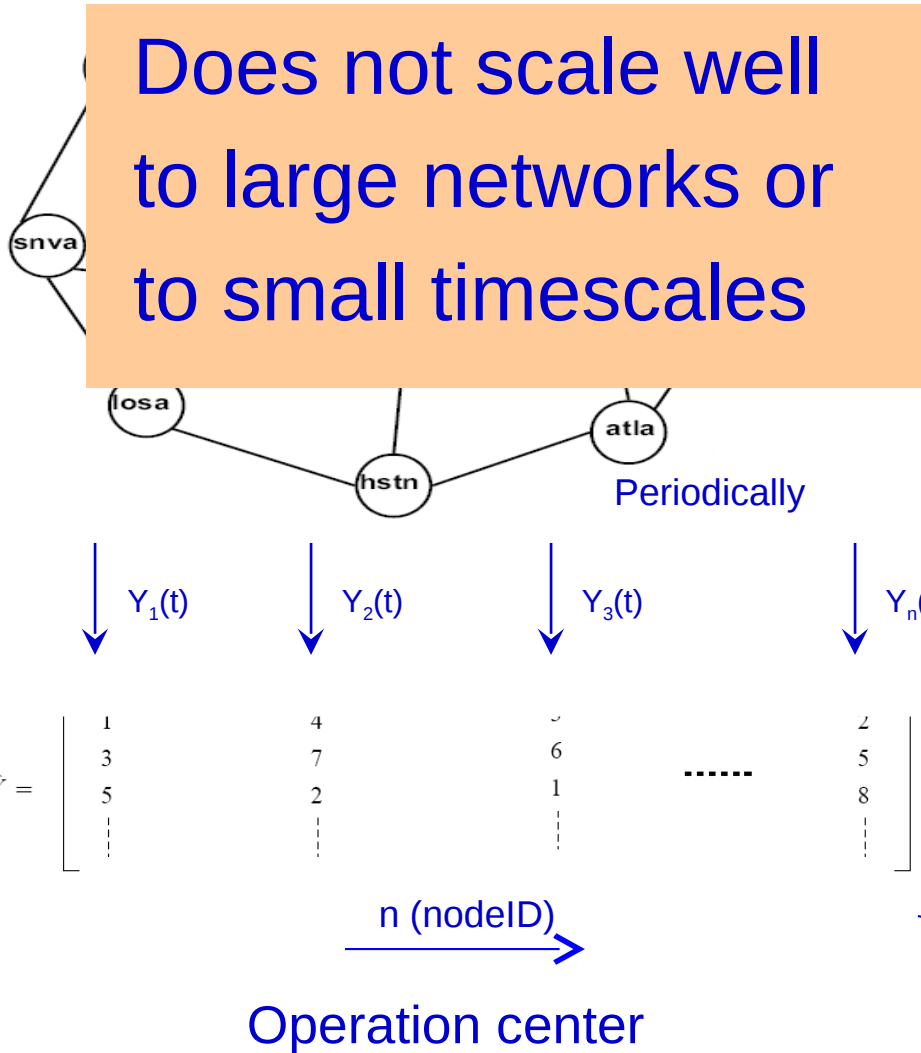 Does not scale well
to large networks or
to small timescales
snva
losa
atla
hstn
Periodically
Y1(t) Y2(t) Y3(t) Yn(
1 4 2
3 7 6 5
= 5 2 1 ...... 8
n (nodeID)
Operation center